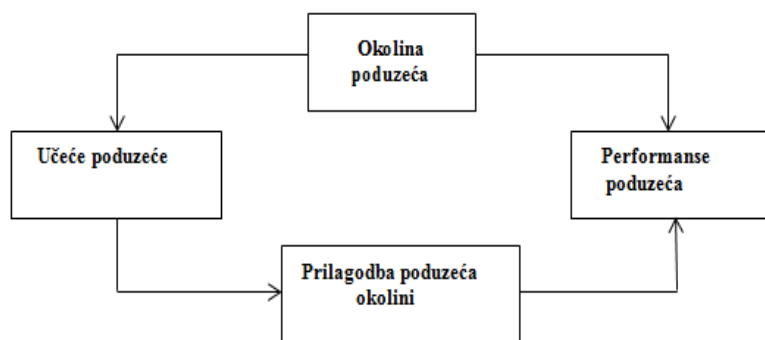 Okolina
poduzeća
Učeće poduzeće
Performanse
poduzeća
Prilagodba poduzeća
okolini